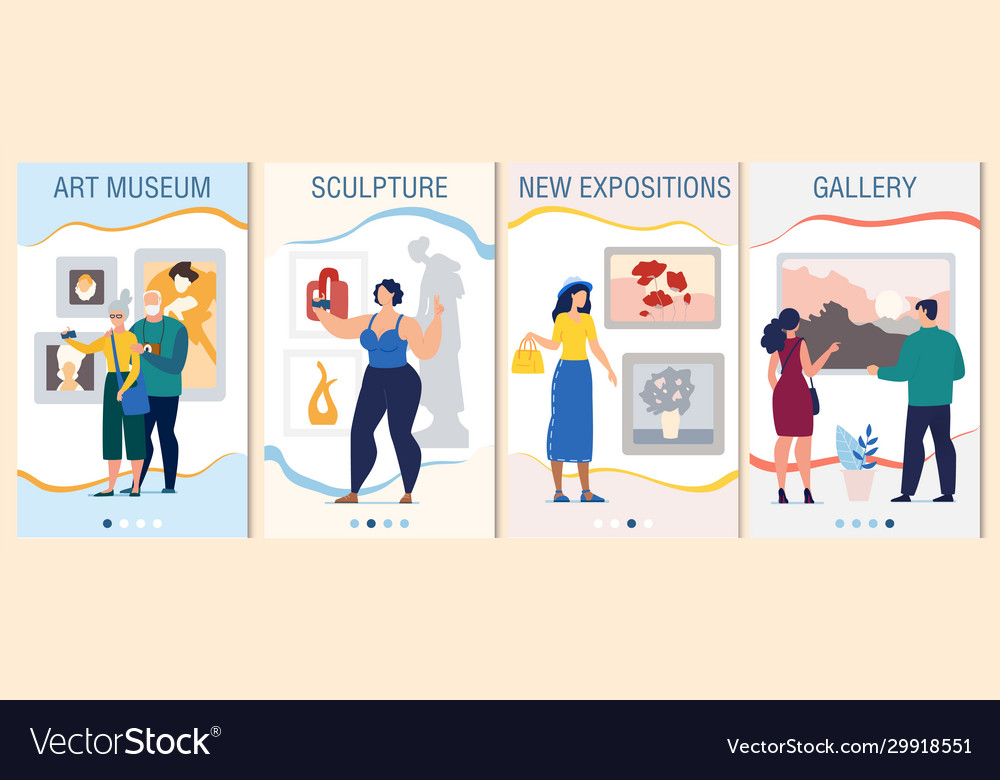 ART MUSEUM
SCULPTURE
NEW EXPOSITIONS
GALLERY
VectorStock®
VectorStock.com/29918551